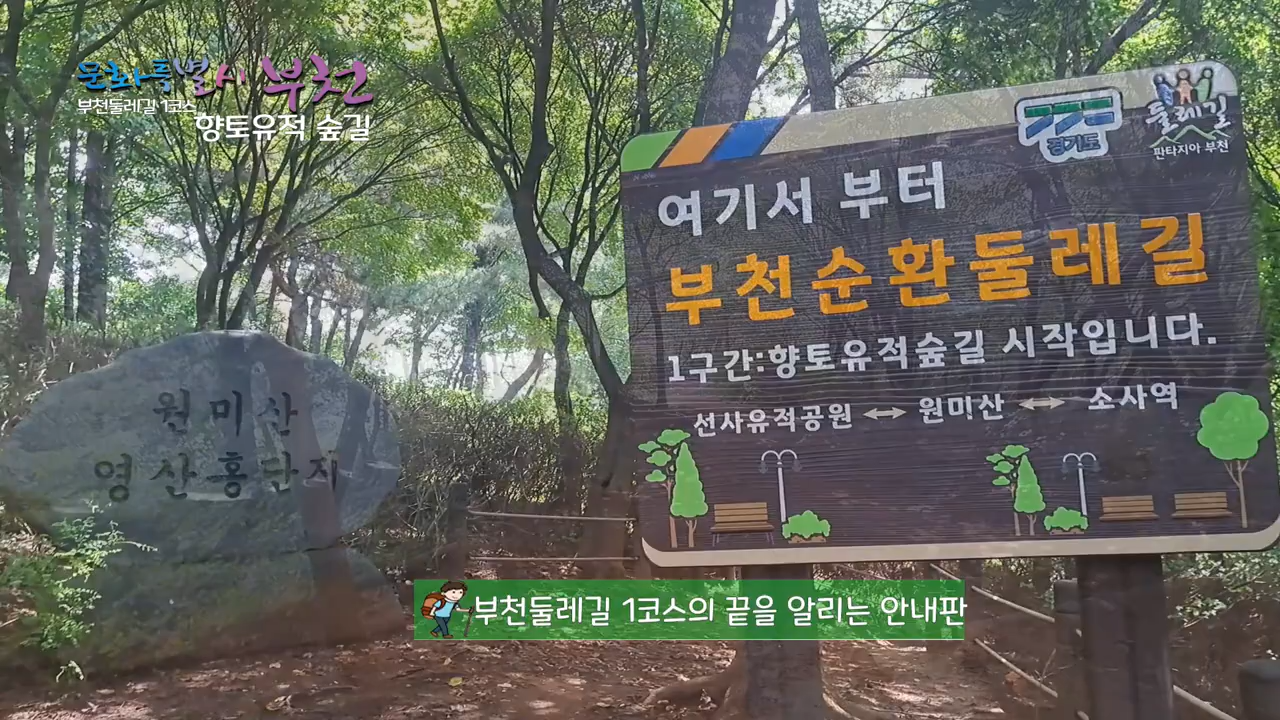 문화특별시 부천
부천둘레길 1코스
향토유적 숲길
경기도
둘레길
판타지아 부천
여기서 부터
부천순환둘레길
1구간:향토유적숲길 시작입니다.
선사유적공원 ↔ 원미산 ↔ 소사역
원미산
영산홍단지
부천둘레길 1코스의 끝을 알리는 안내판